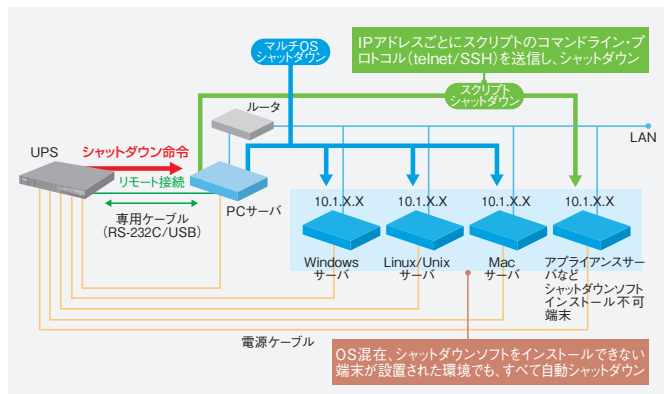 マルチOS
シャットダウン
IPアドレスごとにスクリプトのコマンドライン・プ
ロトコル(telnet/SSH)を送信し、シャットダウン
スクリプト
シャットダウン
ルータ
LAN
UPS
シャットダウン命令
リモート接続
PCサーバ
専用ケーブル
(RS-232C/USB)
10.1.X.X
10.1.X.X
10.1.X.X
10.1.X.X
Windows
サーバ
Linux/Unix
サーバ
Mac
サーバ
アプライアンスサー
バなど
シャットダウンソフト
インストール不可
端末
電源ケーブル
OS混在、シャットダウンソフトをインストールできない
端末が設置された環境でも、すべて自動シャットダウン